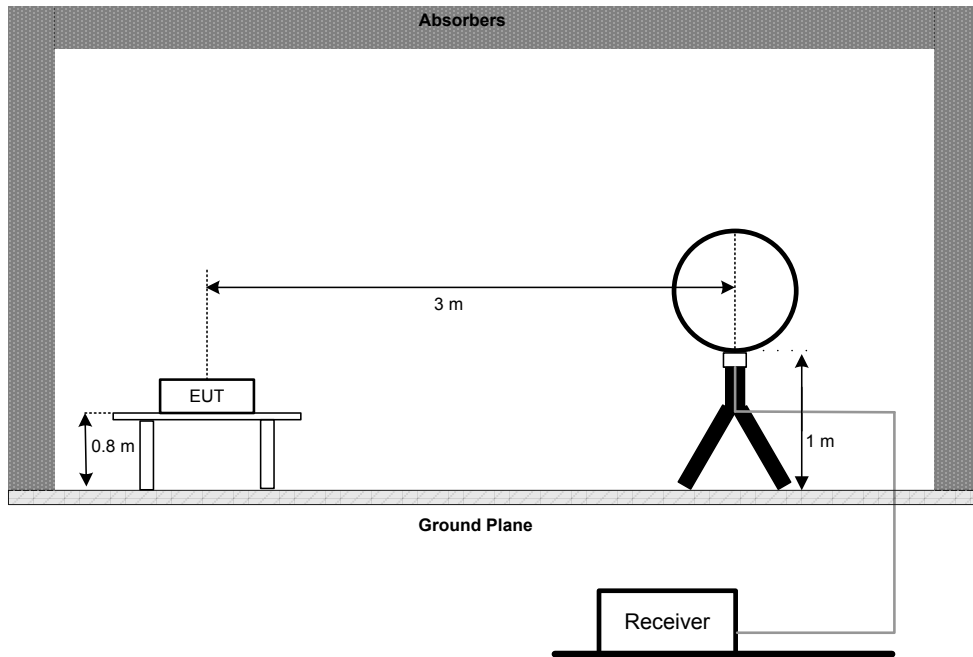 Absorbers
3 m
EUT
0.8 m
1 m
Ground Plane
Receiver